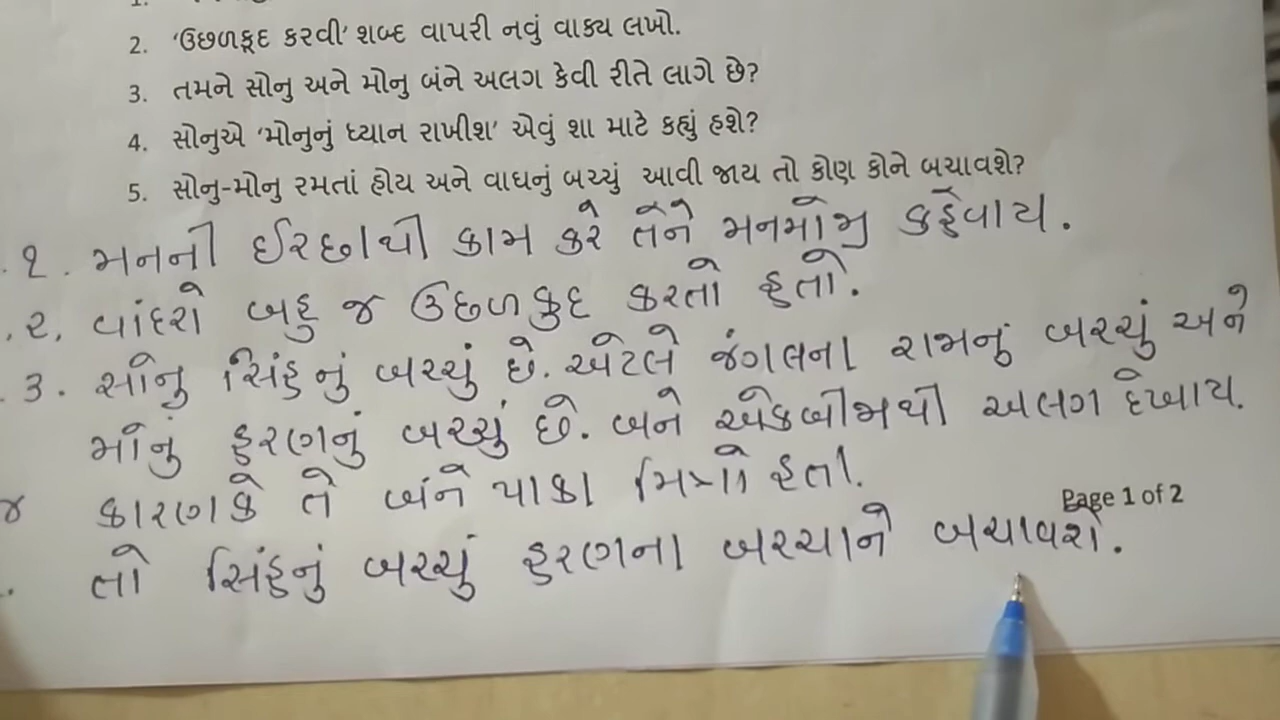 2. 'ઉછળકૂદ કરવી' શબ્દ વાપરી નવું વાક્ય લખો.
3. તમને સોનુ અને મોનુ બંને અલગ કેવી રીતે લાગે છે?
4. સોનુએ 'મોનુનું ધ્યાન રાખીશ' એવું શા માટે કહ્યું હશે?
5. સોનુ-મોનુ રમતાં હોય અને વાઘનું બચ્ચું આવી જાય તો કોણ કોને બચાવશે?
૧. મનની ઈચ્છાથી કામ કરે તેને મનમોજી કહેવાય.
૨. વાંદરો બહુ જ ઉછળકુદ કરતો હતો.
૩. સોનુ સિંહનું બચ્ચું છે. એટલે જંગલના રાજાનું બચ્ચું અને
મોનું હરણનું બચ્ચું છે. બને એકબીજાથી અલગ દેખાય.
૪ કારણકે તે બંને પાકા મિત્રો હતા.
તો સિંહનું બચ્ચું હરણના બચ્ચાને બચાવશે.
Page 1 of 2